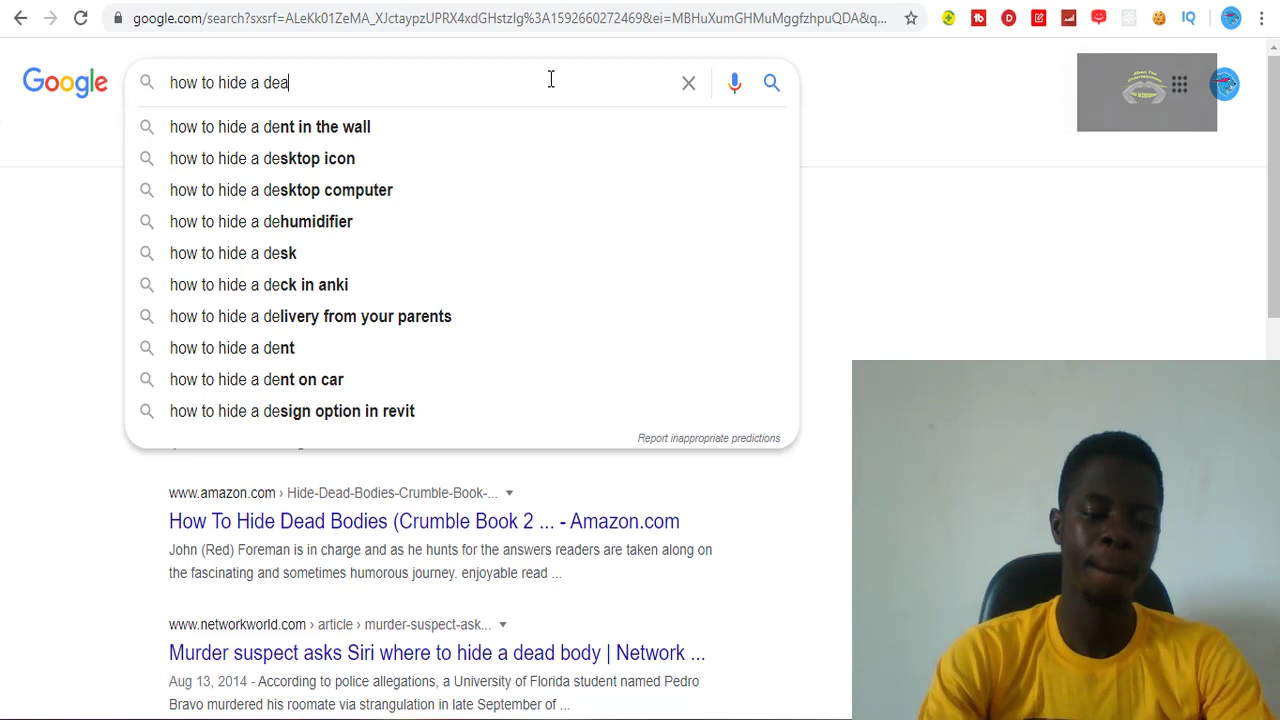 google.com/search?sxsrf=ALeKk01ZeMA_XJctaypzUPRX4xdGHstzlg%3A1592660272469&ei=MBHuXumGHMuMggfzhpuQDA&q...
Google
how to hide a dea
how to hide a dent in the wall
how to hide a desktop icon
how to hide a desktop computer
how to hide a dehumidifier
how to hide a desk
how to hide a deck in anki
how to hide a delivery from your parents
how to hide a dent
how to hide a dent on car
how to hide a design option in revit
Report inappropriate predictions
www.amazon.com › Hide-Dead-Bodies-Crumble-Book-...
How To Hide Dead Bodies (Crumble Book 2 ... - Amazon.com
John (Red) Foreman is in charge and as he hunts for the answers readers are taken along on
the fascinating and sometimes humorous journey. enjoyable read ...
www.networkworld.com › article › murder-suspect-ask...
Murder suspect asks Siri where to hide a dead body | Network ...
Aug 13, 2014 - According to police allegations, a University of Florida student named Pedro
Bravo murdered his roomate via strangulation in late September of ...